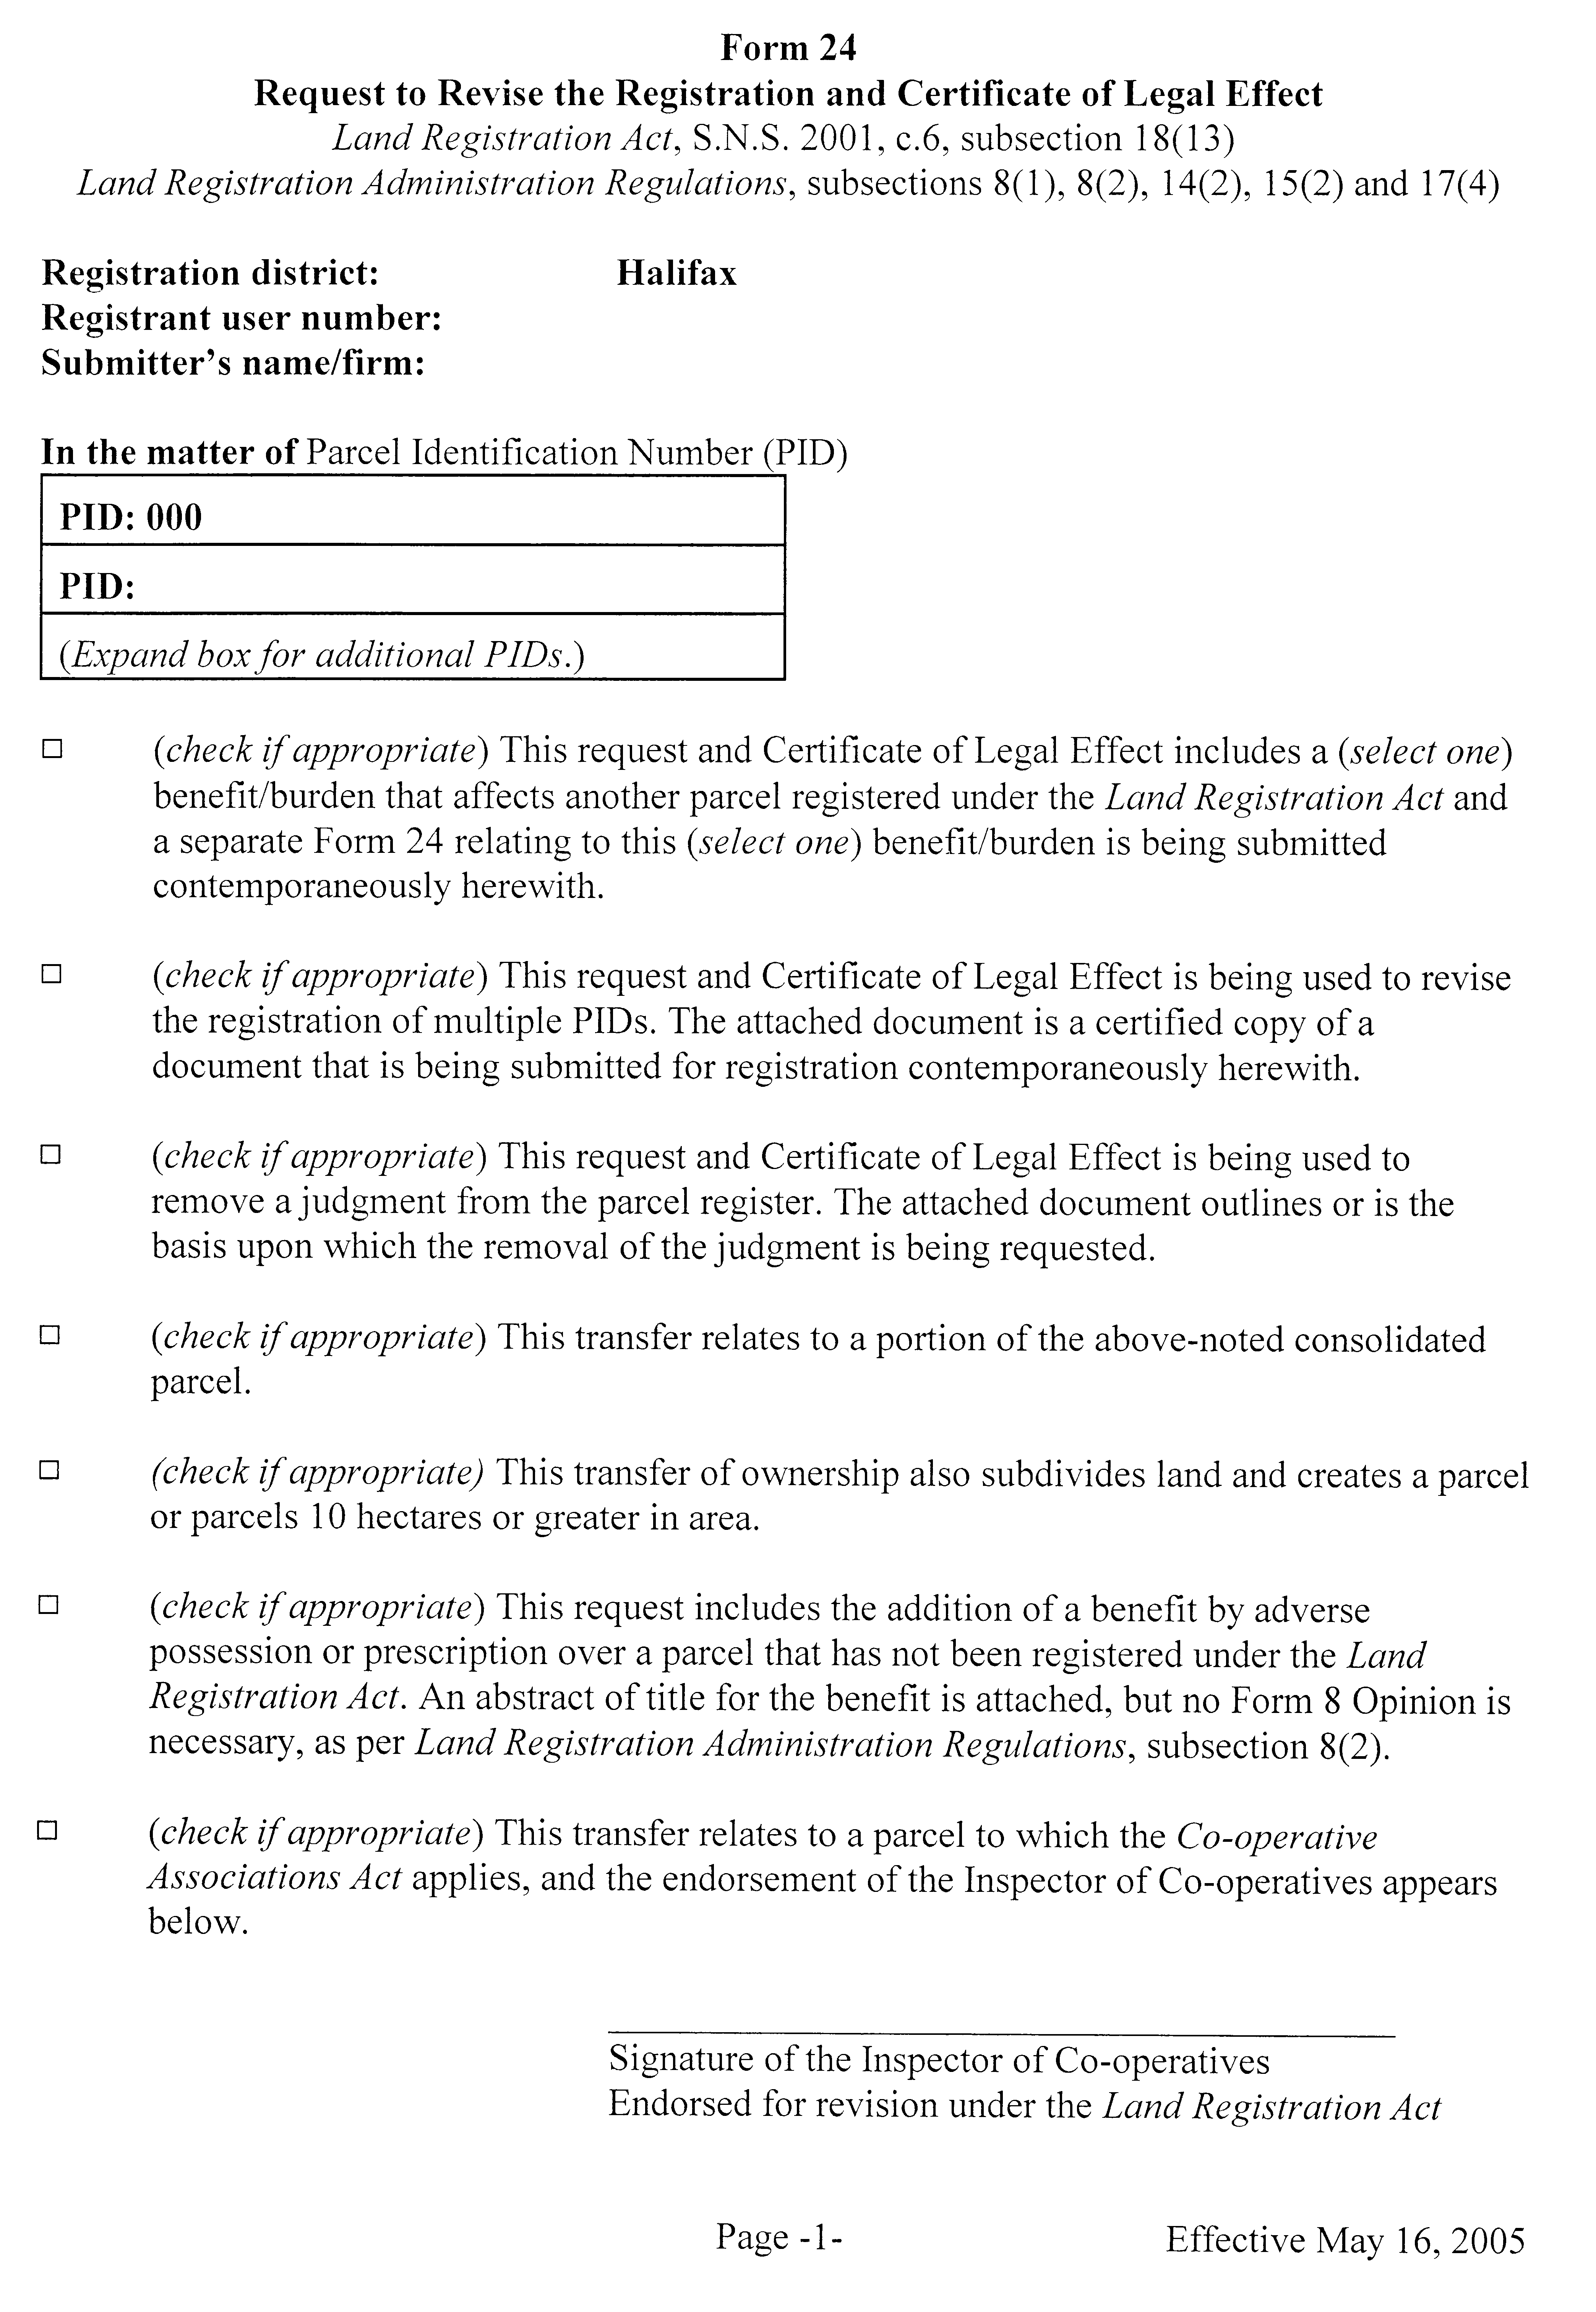 Form 24
Request to Revise the Registration and Certificate of Legal Effect
Land Registration Act, S.N.S. 2001, c.6, subsection 18(13)
Land Registration Administration Regulations, subsections 8(1), 8(2), 14(2), 15(2) and 17(4)
Registration district: Halifax
Registrant user number:
Submitter's name/firm:
In the matter of Parcel Identification Number (PID)
PID: 000
PID:
(Expand box for additional PIDs.)
☐ (check if appropriate) This request and Certificate of Legal Effect includes a (select one)
benefit/burden that affects another parcel registered under the Land Registration Act and
a separate Form 24 relating to this (select one) benefit/burden is being submitted
contemporaneously herewith.
☐ (check if appropriate) This request and Certificate of Legal Effect is being used to revise
the registration of multiple PIDs. The attached document is a certified copy of a
document that is being submitted for registration contemporaneously herewith.
☐ (check if appropriate) This request and Certificate of Legal Effect is being used to
remove a judgment from the parcel register. The attached document outlines or is the
basis upon which the removal of the judgment is being requested.
☐ (check if appropriate) This transfer relates to a portion of the above-noted consolidated
parcel.
☐ (check if appropriate) This transfer of ownership also subdivides land and creates a parcel
or parcels 10 hectares or greater in area.
☐ (check if appropriate) This request includes the addition of a benefit by adverse
possession or prescription over a parcel that has not been registered under the Land
Registration Act. An abstract of title for the benefit is attached, but no Form 8 Opinion is
necessary, as per Land Registration Administration Regulations, subsection 8(2).
☐ (check if appropriate) This transfer relates to a parcel to which the Co-operative
Associations Act applies, and the endorsement of the Inspector of Co-operatives appears
below.
Signature of the Inspector of Co-operatives
Endorsed for revision under the Land Registration Act
Page -1- Effective May 16, 2005